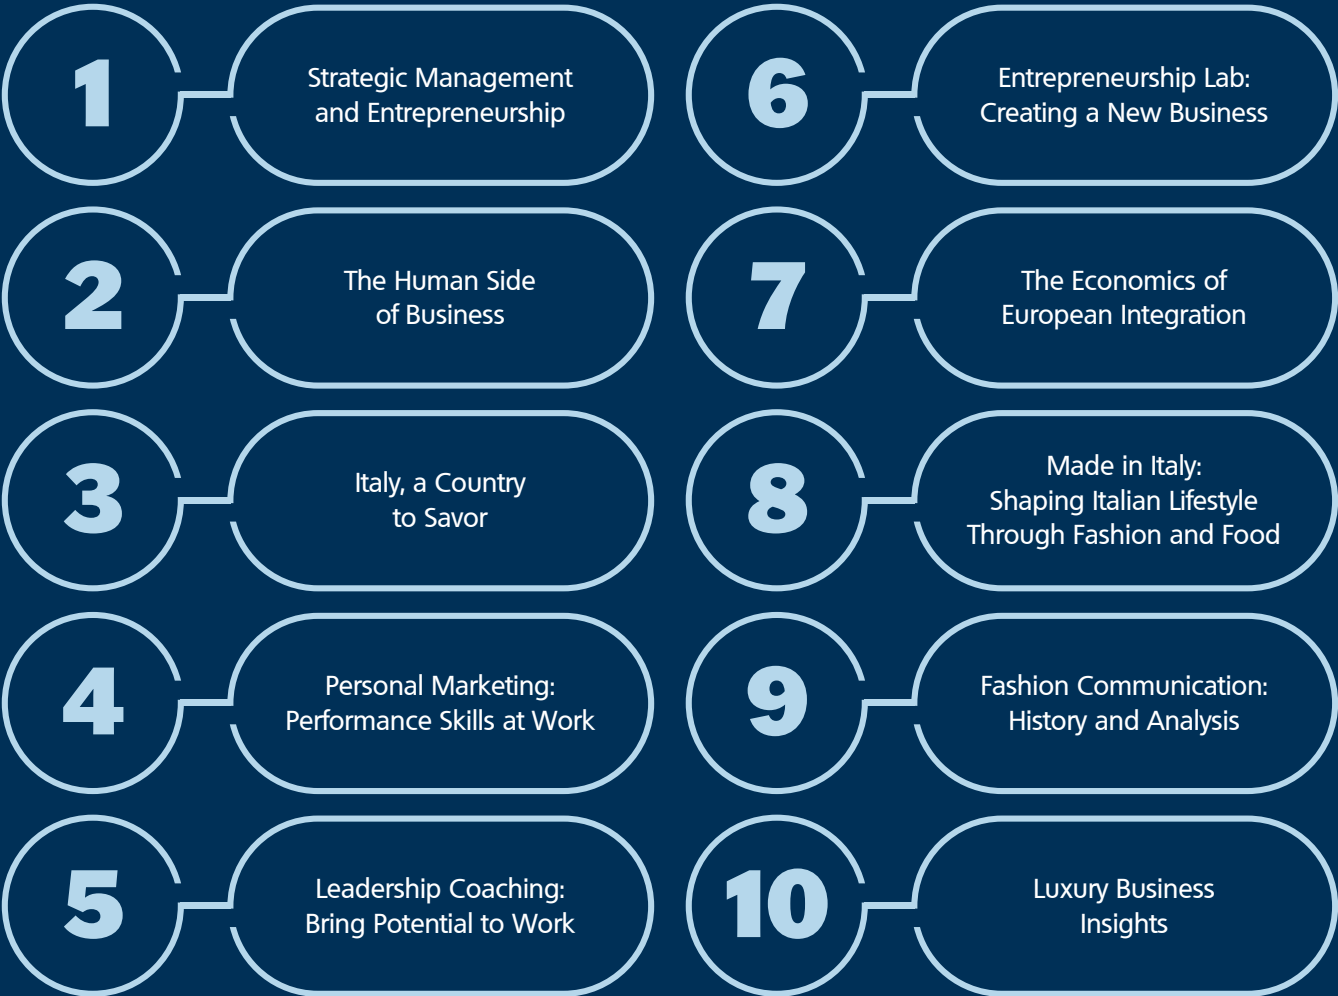 1
Strategic Management
and Entrepreneurship
2
The Human Side
of Business
3
Italy, a Country
to Savor
4
Personal Marketing:
Performance Skills at Work
5
Leadership Coaching:
Bring Potential to Work
6
Entrepreneurship Lab:
Creating a New Business
7
The Economics of
European Integration
8
Made in Italy:
Shaping Italian Lifestyle
Through Fashion and Food
9
Fashion Communication:
History and Analysis
10
Luxury Business
Insights